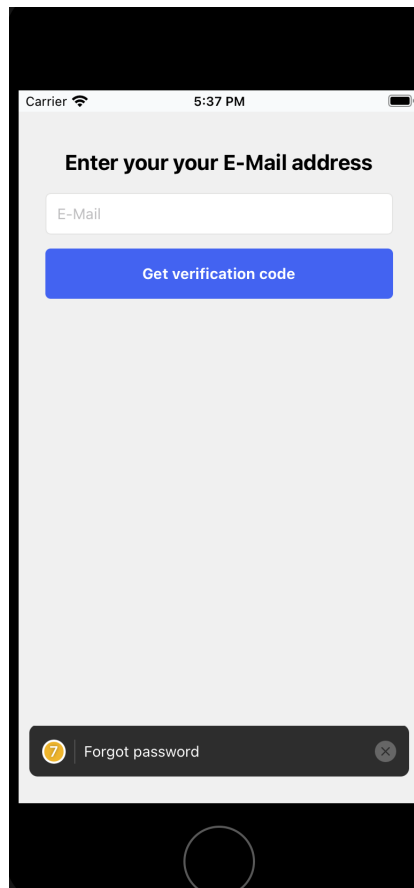 Carrier 5:37 PM
Enter your your E-Mail address
E-Mail
Get verification code
7 Forgot password